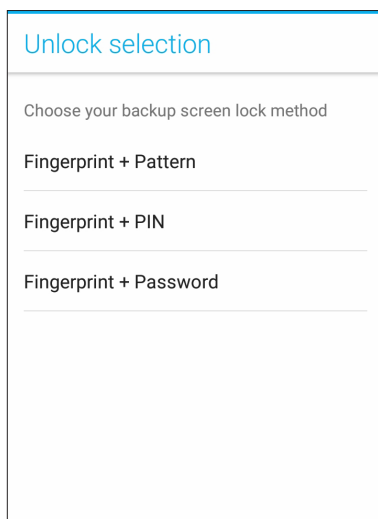 Unlock selection
Choose your backup screen lock method
Fingerprint + Pattern
Fingerprint + PIN
Fingerprint + Password